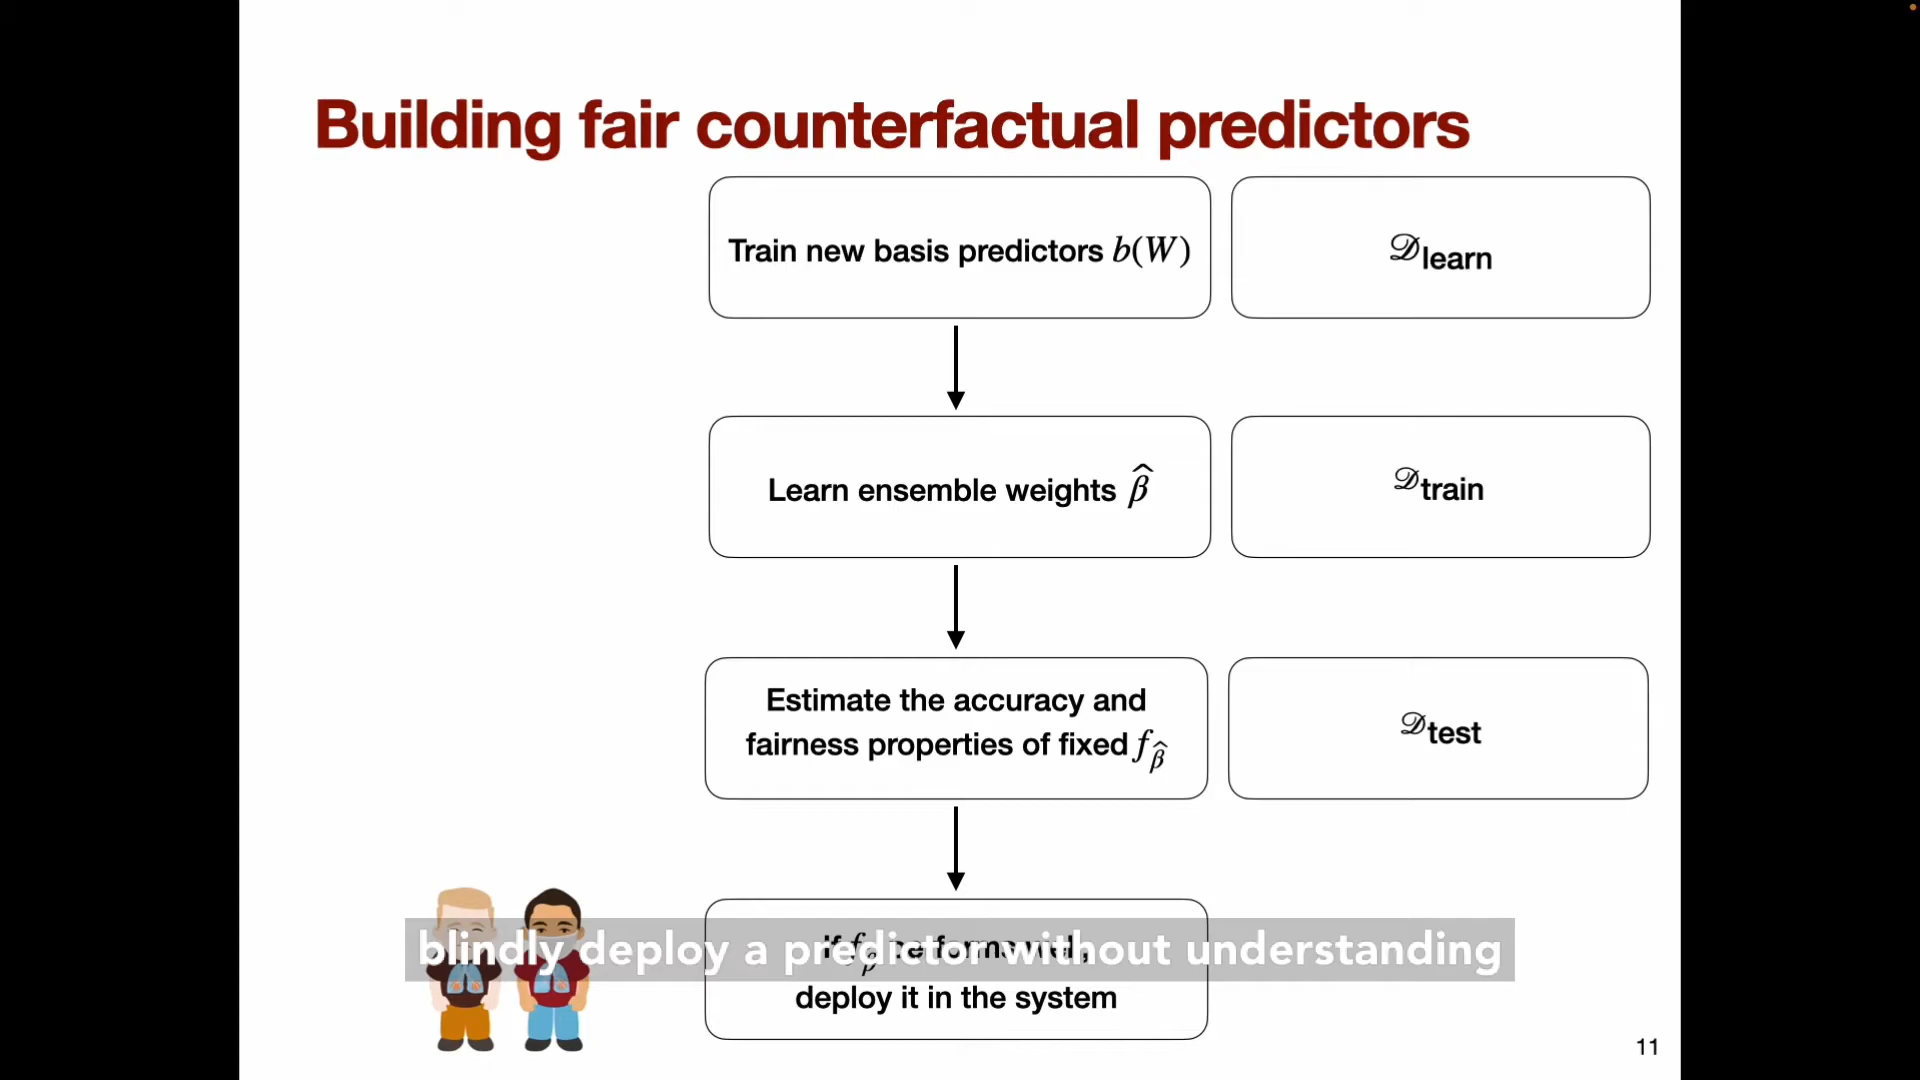 Building fair counterfactual predictors
Train new basis predictors b(W)
𝒟learn
Learn ensemble weights β̂
𝒟train
Estimate the accuracy and
fairness properties of fixed f_β̂
𝒟test
blindly deploy a predictor without understanding
deploy it in the system
11